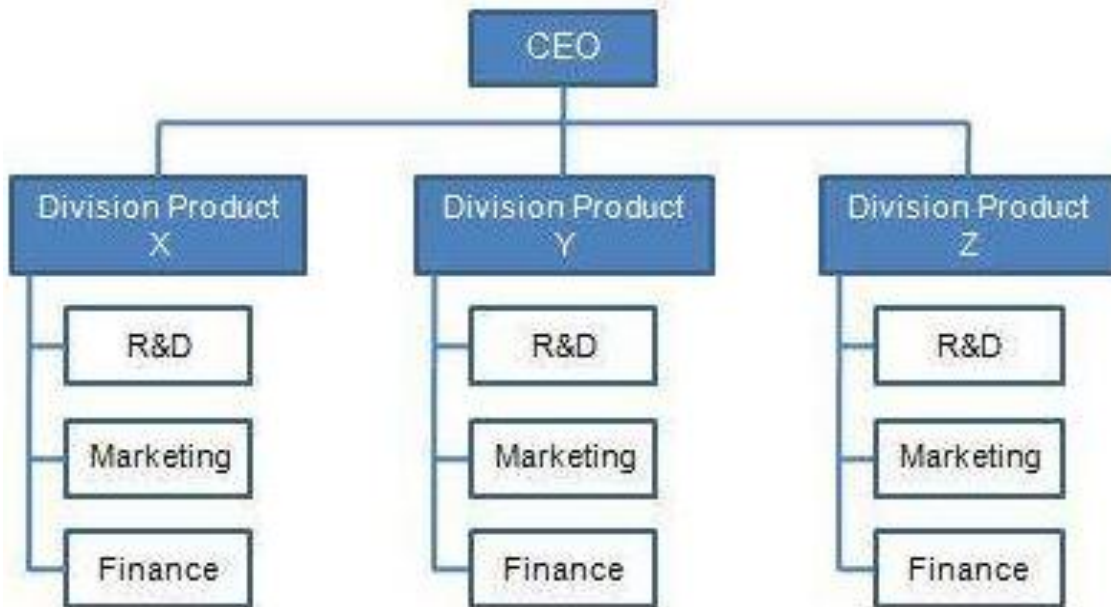 CEO
Division Product
X
Division Product
Y
Division Product
Z
R&D
R&D
R&D
Marketing
Marketing
Marketing
Finance
Finance
Finance